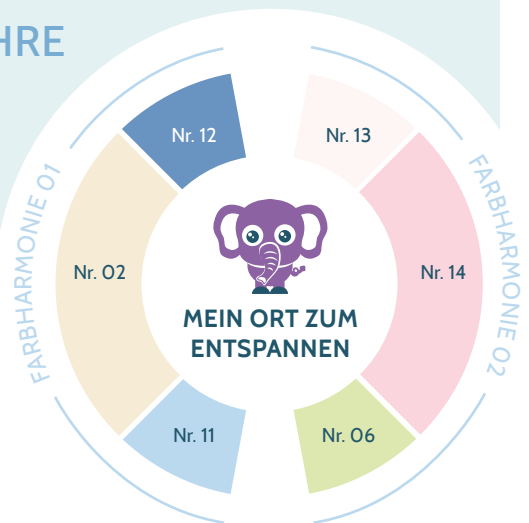 HRE
Nr. 12
Nr. 13
FARBHARMONIE 01
FARBHARMONIE 02
Nr. 02
Nr. 14
MEIN ORT ZUM
ENTSPANNEN
Nr. 11
Nr. 06